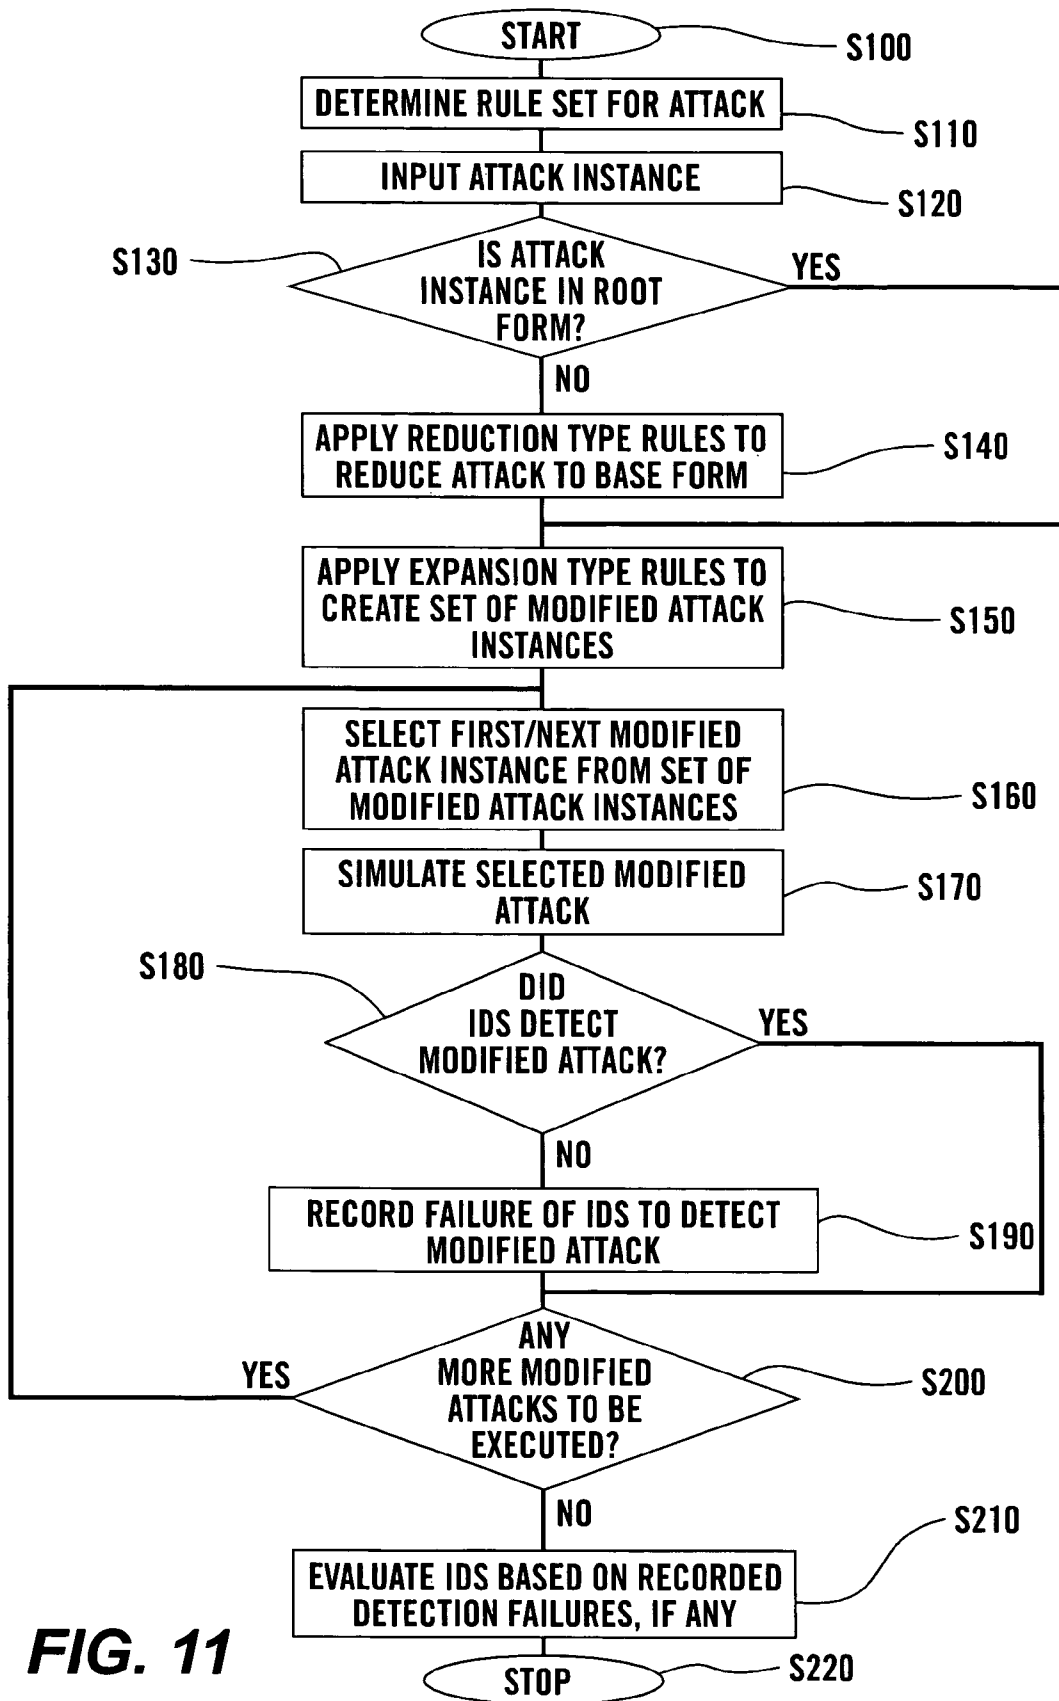 START
S100
DETERMINE RULE SET FOR ATTACK
S110
INPUT ATTACK INSTANCE
S120
S130
IS ATTACK
INSTANCE IN ROOT
FORM?
YES
NO
APPLY REDUCTION TYPE RULES TO
REDUCE ATTACK TO BASE FORM
S140
APPLY EXPANSION TYPE RULES TO
CREATE SET OF MODIFIED ATTACK
INSTANCES
S150
SELECT FIRST/NEXT MODIFIED
ATTACK INSTANCE FROM SET OF
MODIFIED ATTACK INSTANCES
S160
SIMULATE SELECTED MODIFIED
ATTACK
S170
S180
DID
IDS DETECT
MODIFIED ATTACK?
YES
NO
RECORD FAILURE OF IDS TO DETECT
MODIFIED ATTACK
S190
ANY
MORE MODIFIED
ATTACKS TO BE
EXECUTED?
YES
S200
NO
S210
EVALUATE IDS BASED ON RECORDED
DETECTION FAILURES, IF ANY
FIG. 11
STOP
S220